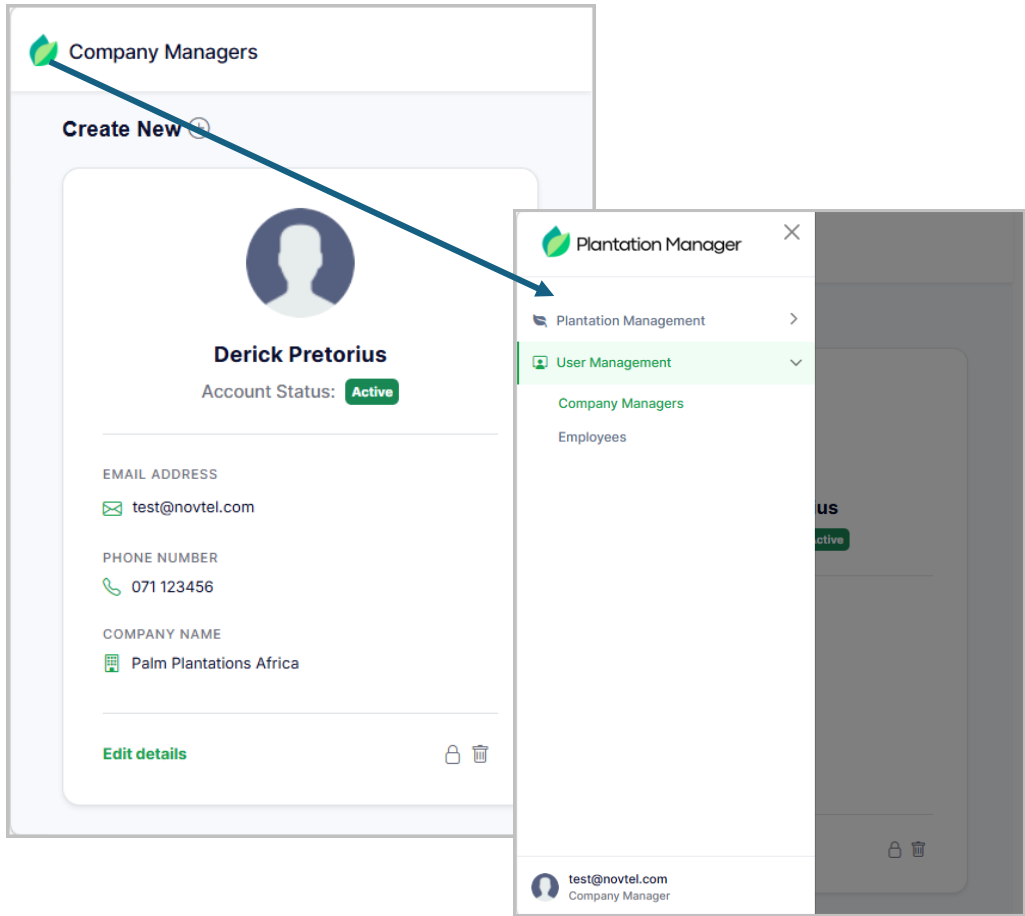 Company Managers
Create New
Derick Pretorius
Account Status: Active
EMAIL ADDRESS
test@novtel.com
PHONE NUMBER
071 123456
COMPANY NAME
Palm Plantations Africa
Edit details
Plantation Manager
Plantation Management
User Management
Company Managers
Employees
test@novtel.com
Company Manager
us
ctive